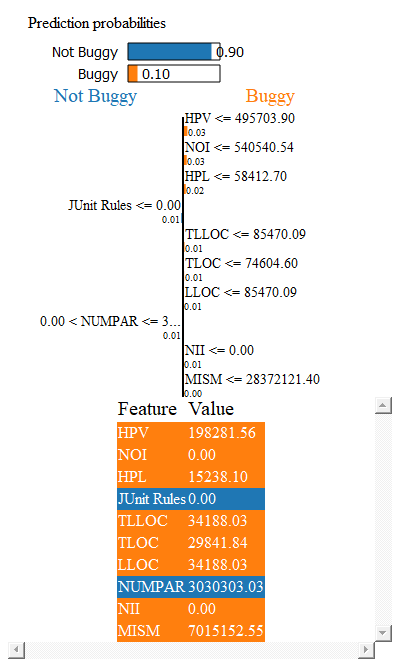 Prediction probabilities
Not Buggy 0.90
Buggy 0.10
Not Buggy Buggy
HPV <= 495703.90
0.03
NOI <= 540540.54
0.03
HPL <= 58412.70
0.02
JUnit Rules <= 0.00
0.01
TLLOC <= 85470.09
0.01
TLOC <= 74604.60
0.01
LLOC <= 85470.09
0.01
0.00 < NUMPAR <= 3...
0.01
NII <= 0.00
0.01
MISM <= 28372121.40
0.00
Feature Value
HPV 198281.56
NOI 0.00
HPL 15238.10
JUnit Rules 0.00
TLLOC 34188.03
TLOC 29841.84
LLOC 34188.03
NUMPAR 3030303.03
NII 0.00
MISM 7015152.55